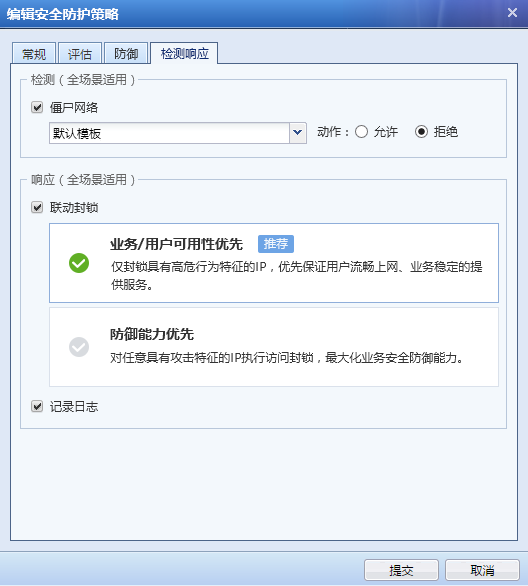 编辑安全防护策略
常规 评估 防御 检测响应
检测（全场景适用）
僵尸网络
默认模板 动作： 允许 拒绝
响应（全场景适用）
联动封锁
业务/用户可用性优先 推荐
仅封锁具有高危行为特征的IP，优先保证用户流畅上网、业务稳定的提
供服务。
防御能力优先
对任意具有攻击特征的IP执行访问封锁，最大化业务安全防御能力。
记录日志
提交 取消